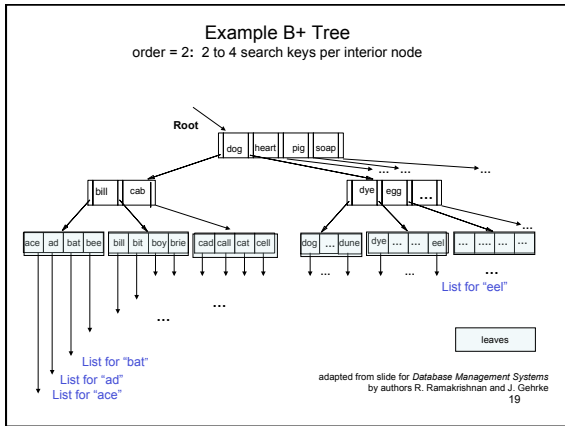 Example B+ Tree
order = 2: 2 to 4 search keys per interior node
Root
dog heart pig soap
... ... ...
bill cab
dye egg ...
...
ace ad bat bee bill bit boy brie cad call cat cell dog ... dune dye ... ... eel ... .... ... ...
... ... ... ...
... ...
List for “eel”
leaves
List for “bat”
List for “ad”
List for “ace”
adapted from slide for Database Management Systems
by authors R. Ramakrishnan and J. Gehrke
19